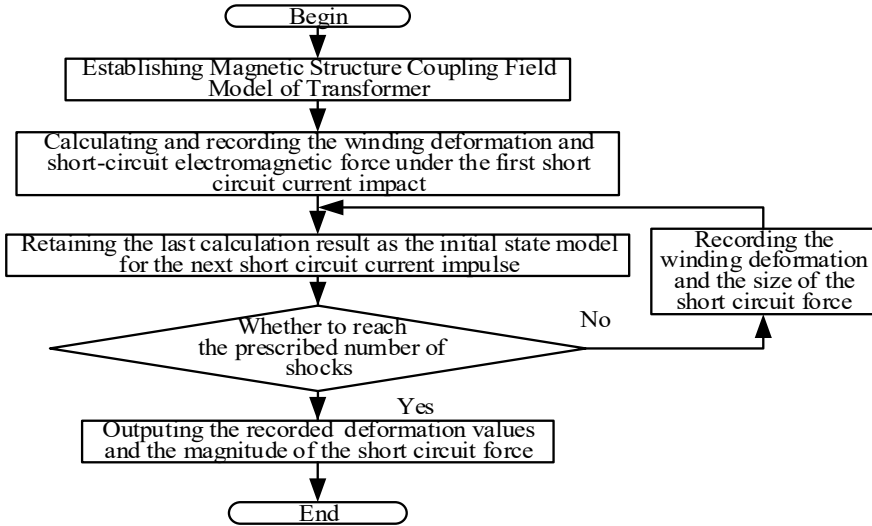 Begin
Establishing Magnetic Structure Coupling Field
Model of Transformer
Calculating and recording the winding deformation and
short-circuit electromagnetic force under the first short
circuit current impact
Retaining the last calculation result as the initial state model
for the next short circuit current impulse
Recording the
winding deformation
and the size of the
short circuit force
Whether to reach
the prescribed number of
shocks
No
Yes
Outputing the recorded deformation values
and the magnitude of the short circuit force
End